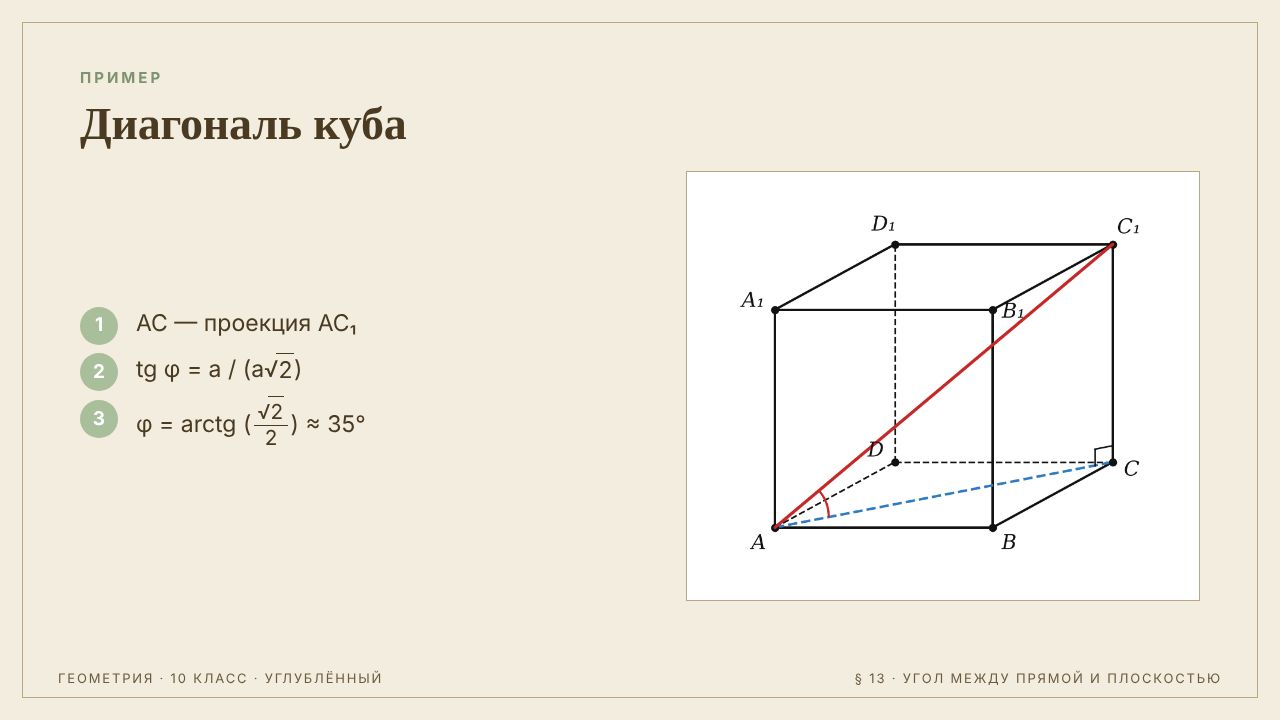 ПРИМЕР
Диагональ куба
1 AC — проекция AC₁
2 tg φ = a / (a√2)
3 φ = arctg (√2/2) ≈ 35°
D₁
C₁
A₁
B₁
D
C
A
B
ГЕОМЕТРИЯ · 10 КЛАСС · УГЛУБЛЁННЫЙ
§ 13 · УГОЛ МЕЖДУ ПРЯМОЙ И ПЛОСКОСТЬЮ